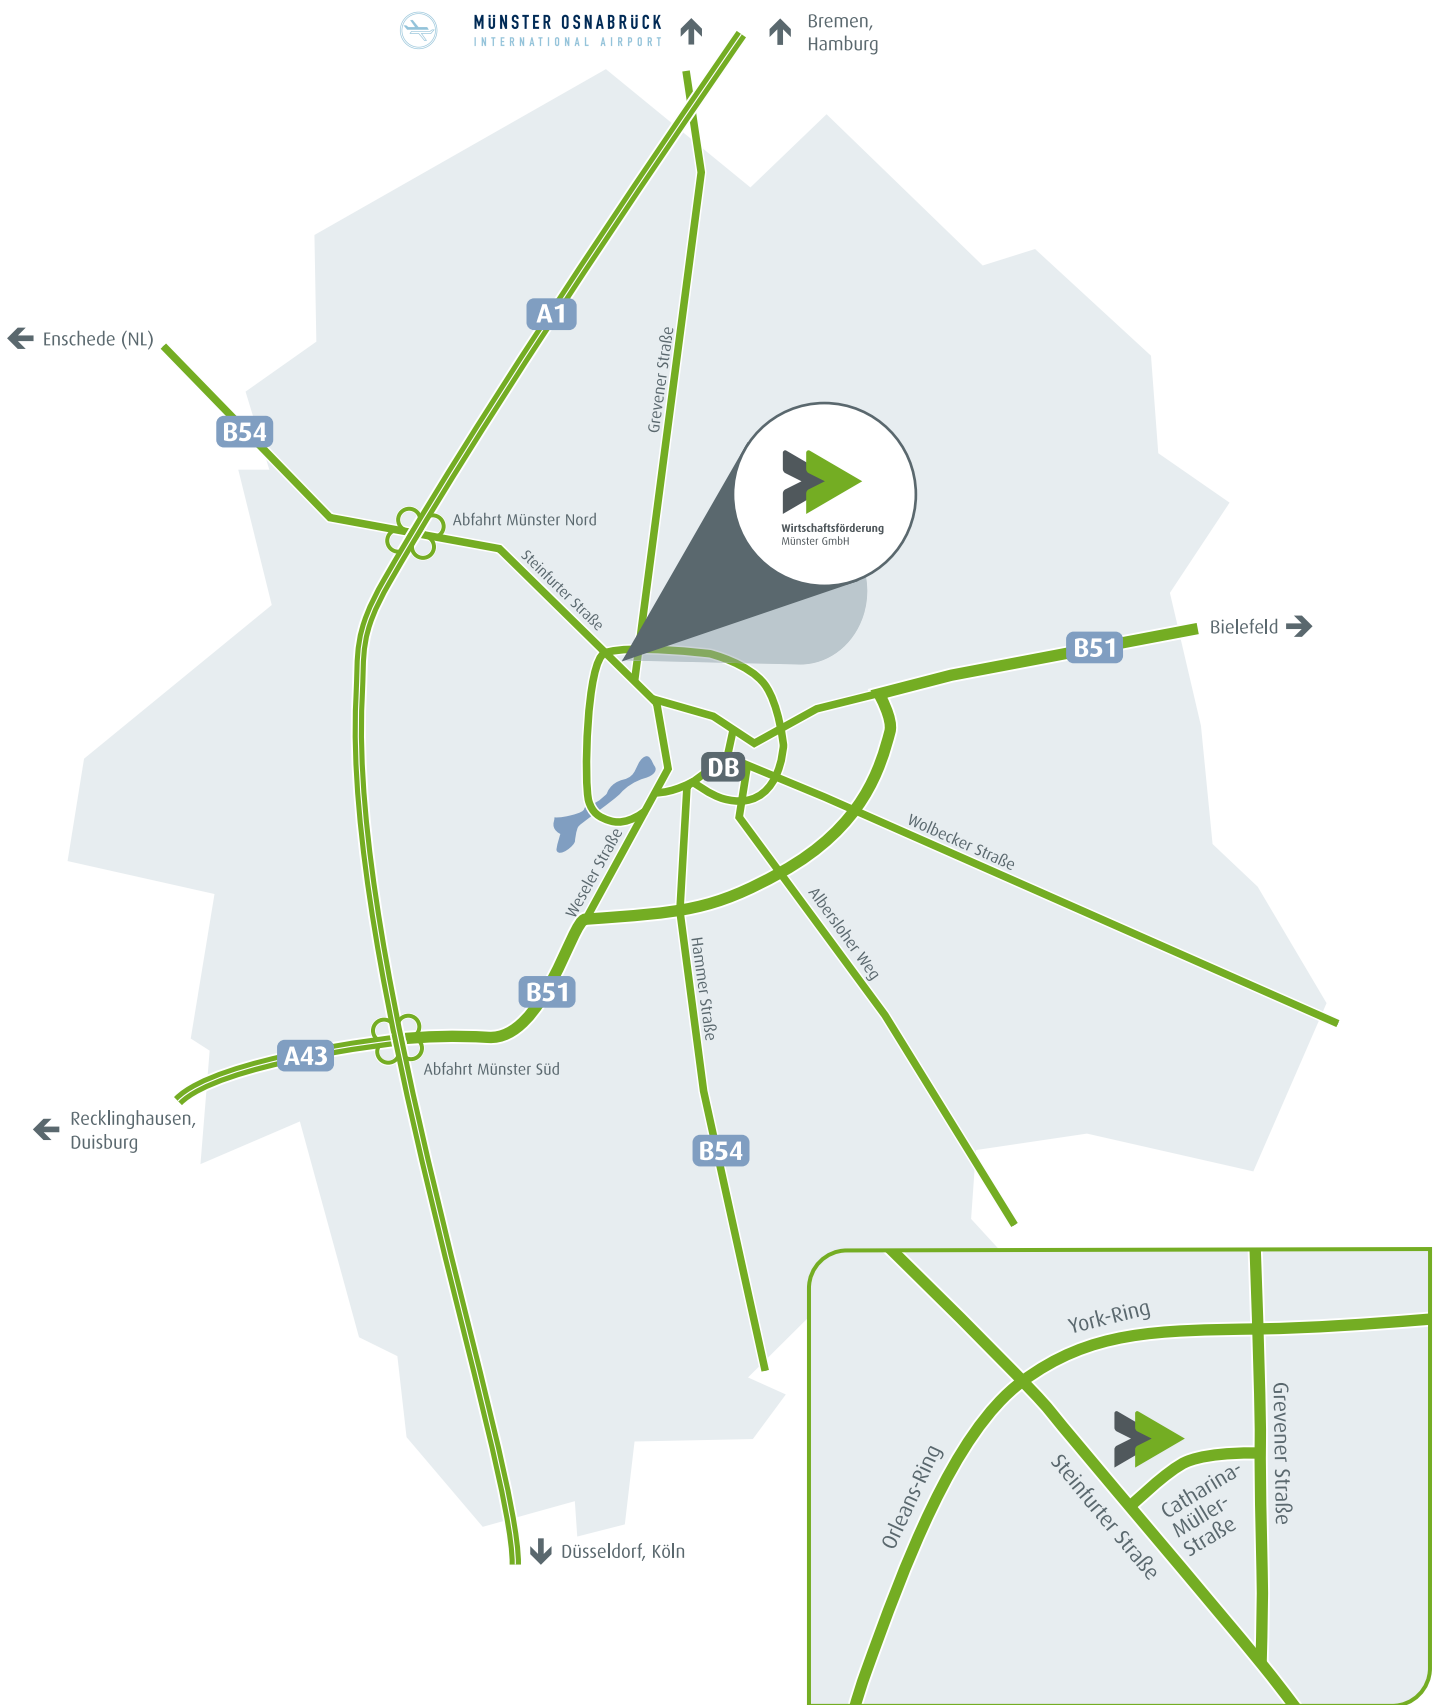 MÜNSTER OSNABRÜCK
INTERNATIONAL AIRPORT
Bremen,
Hamburg
A1
Enschede (NL)
Grevener Straße
B54
Wirtschaftsförderung
Münster GmbH
Abfahrt Münster Nord
Steinfurter Straße
Bielefeld
B51
DB
Wolbecker Straße
Weseler Straße
Albersloher Weg
Hammer Straße
B51
A43
Abfahrt Münster Süd
Recklinghausen,
Duisburg
B54
Düsseldorf, Köln
York-Ring
Grevener Straße
Orleans-Ring
Steinfurter Straße
Catharina-
Müller-
Straße